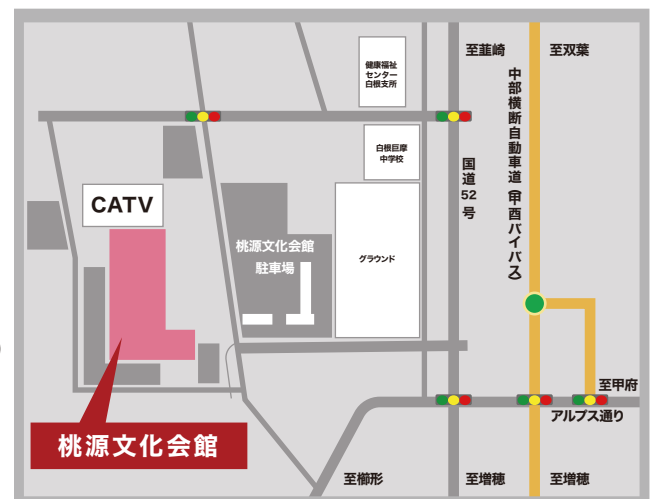 至韮崎
至双葉
健康福祉
センター
白根支所
中部横断自動車道(甲西バイパス)
白根巨摩
中学校
国道52号
CATV
桃源文化会館
駐車場
グラウンド
至甲府
アルプス通り
桃源文化会館
至櫛形
至増穂
至増穂